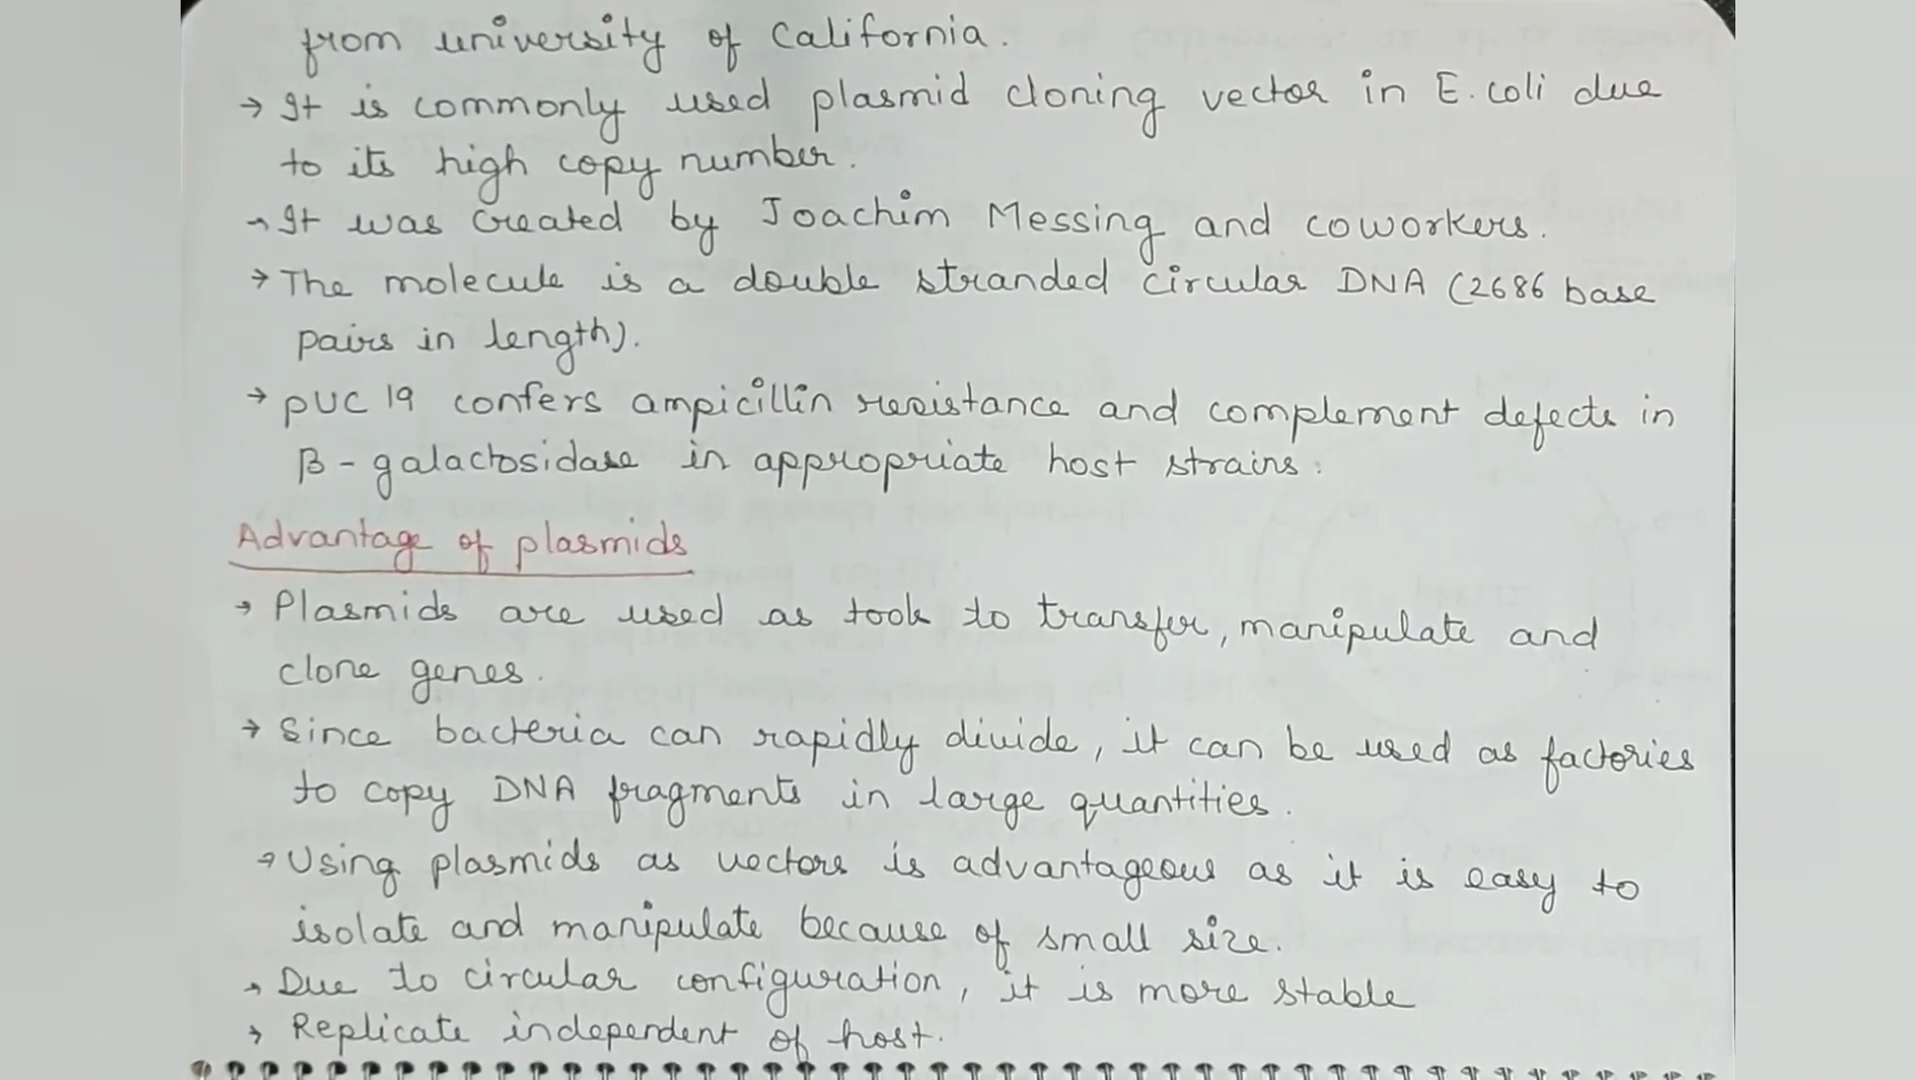 from university of California.
→ It is commonly used plasmid cloning vector in E.coli due
to its high copy number.
→ It was created by Joachim Messing and coworkers.
→ The molecule is a double stranded circular DNA (2686 base
pairs in length).
→ pUC 19 confers ampicillin resistance and complement defects in
β-galactosidase in appropriate host strains.
Advantage of plasmids
→ Plasmids are used as tools to transfer, manipulate and
clone genes.
→ Since bacteria can rapidly divide, it can be used as factories
to copy DNA fragments in large quantities.
→ Using plasmids as vectors is advantageous as it is easy to
isolate and manipulate because of small size.
→ Due to circular configuration, it is more stable
→ Replicate independent of host.